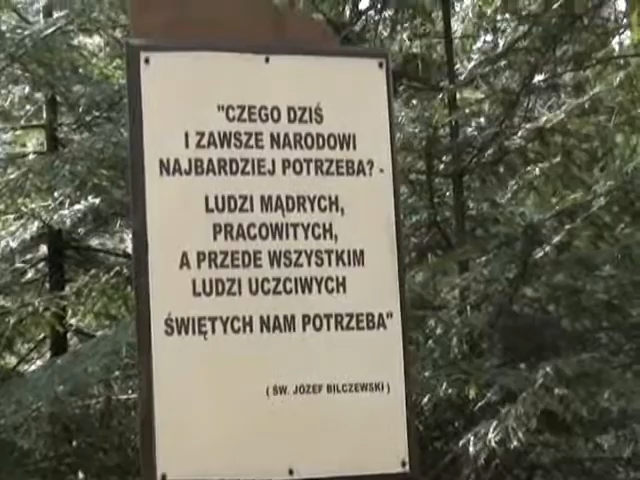 "CZEGO DZIŚ
I ZAWSZE NARODOWI
NAJBARDZIEJ POTRZEBA? -
LUDZI MĄDRYCH,
PRACOWITYCH,
A PRZEDE WSZYSTKIM
LUDZI UCZCIWYCH
ŚWIĘTYCH NAM POTRZEBA"
( ŚW. JÓZEF BILCZEWSKI )